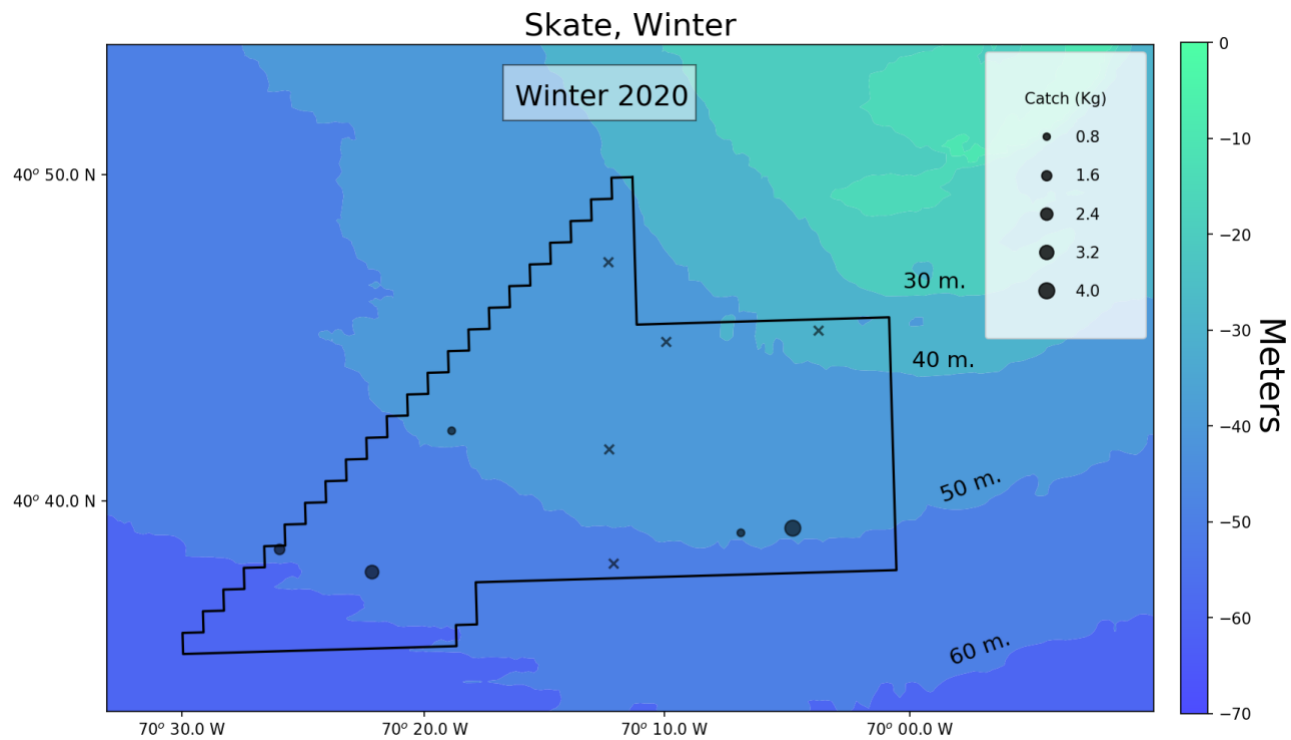 Skate, Winter
Winter 2020
Catch (Kg)
0.8
1.6
2.4
3.2
4.0
30 m.
40 m.
50 m.
60 m.
40° 50.0 N
40° 40.0 N
70° 30.0 W
70° 20.0 W
70° 10.0 W
70° 00.0 W
0
−10
−20
−30
−40
−50
−60
−70
Meters